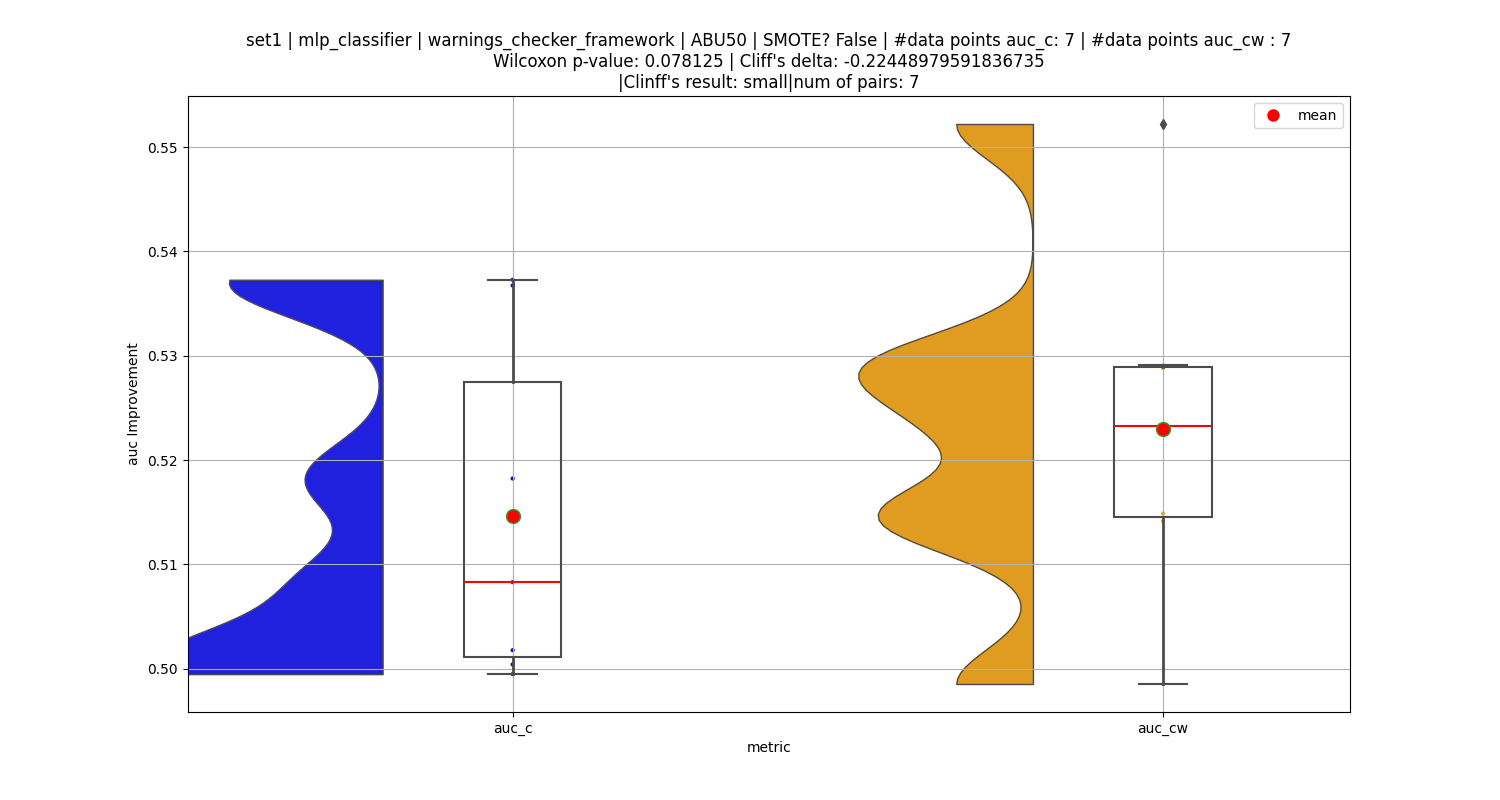 set1 | mlp_classifier | warnings_checker_framework | ABU50 | SMOTE? False | #data points auc_c: 7 | #data points auc_cw : 7
Wilcoxon p-value: 0.078125 | Cliff's delta: -0.22448979591836735
|Clinff's result: small|num of pairs: 7
mean
0.55
0.54
0.53
0.52
0.51
0.50
auc Improvement
auc_c
auc_cw
metric